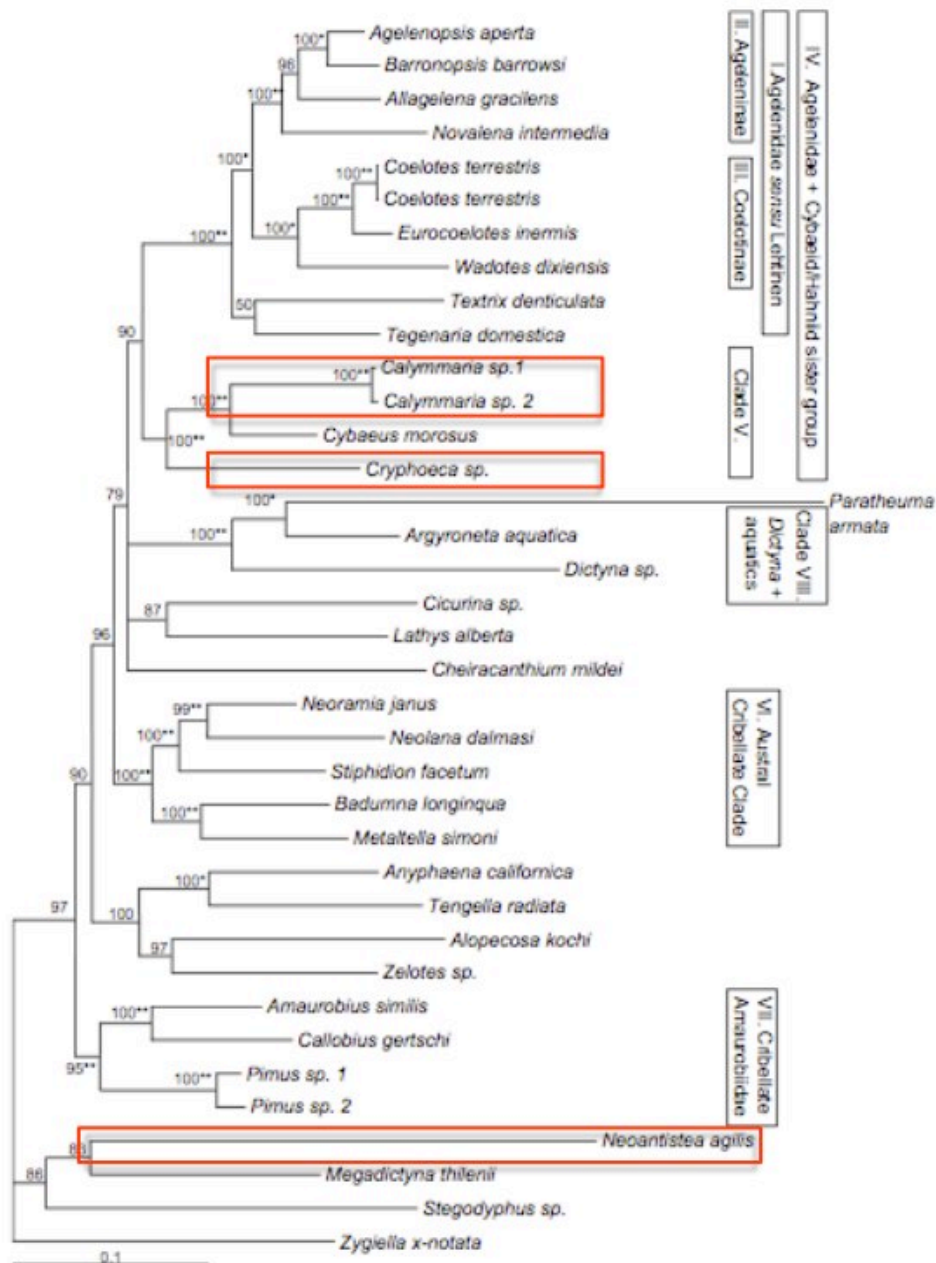 100* Agelenopsis aperta
96 Barronopsis barrowsi
100** Allagelena gracilens
Novalena intermedia
100*
100** Coelotes terrestris
100** Coelotes terrestris
Eurocoelotes inermis
100** 100*
Wadotes dixiensis
50 Textrix denticulata
Tegenaria domestica
90
100** Calymmaria sp.1
100** Calymmaria sp. 2
Cybaeus morosus
100**
Cryphoeca sp.
79 100* Paratheuma
armata
100** Argyroneta aquatica
Dictyna sp.
87 Cicurina sp.
96 Lathys alberta
Cheiracanthium mildei
99** Neoramia janus
100** Neolana dalmasi
90 100** Stiphidion facetum
100** Badumna longinqua
Metaltella simoni
100* Anyphaena californica
97 100 Tengella radiata
97 Alopecosa kochi
Zelotes sp.
100** Amaurobius similis
Callobius gertschi
95** 100** Pimus sp. 1
Pimus sp. 2
Neoantistea agilis
86 Megadictyna thilenii
Stegodyphus sp.
Zygiella x-notata
0.1
II. Ageleninae
III. Coelotinae
I. Agelenidae sensu Lehtinen
IV. Agelenidae + Cybaeid/Hahniid sister group
Clade V.
Clade VIII.
Dictyna +
aquatics
VI. Austral
Cribellate Clade
VII. Cribellate
Amaurobiidae